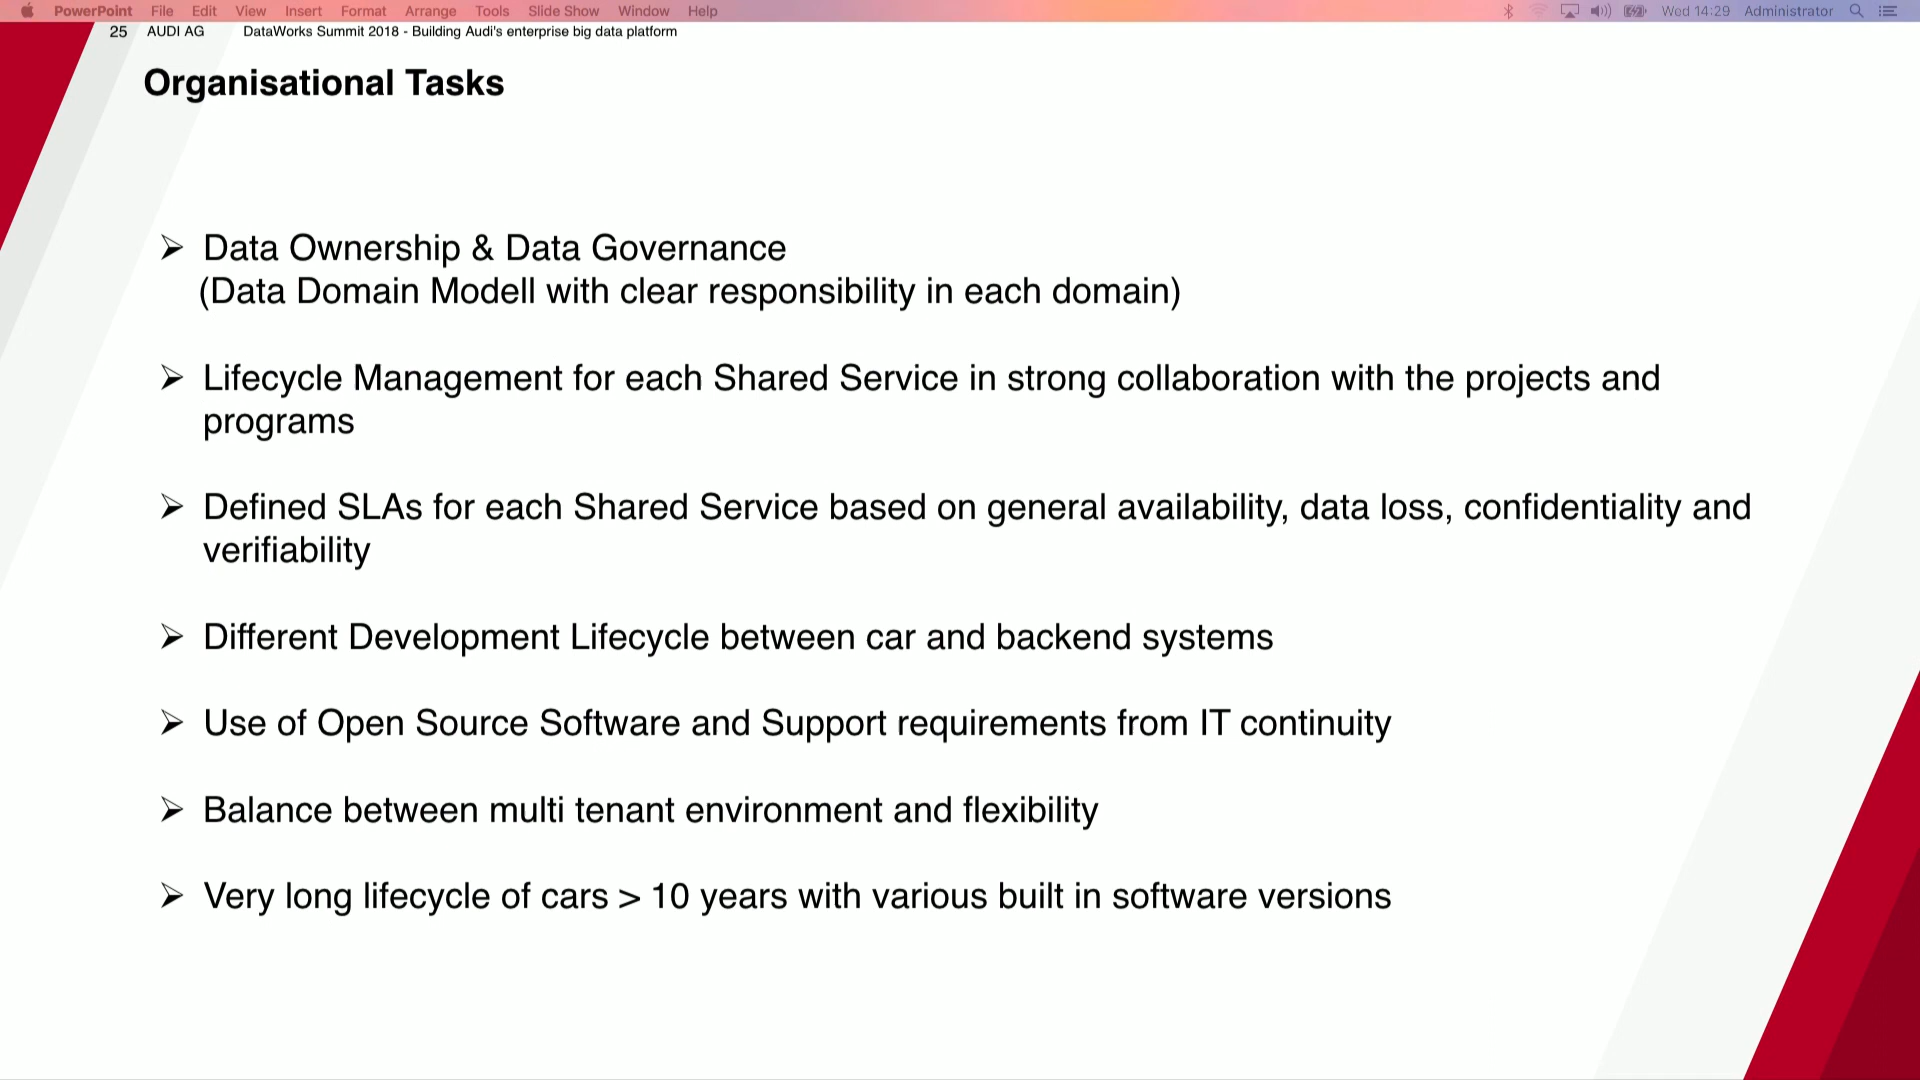 PowerPoint File Edit View Insert Format Arrange Tools Slide Show Window Help Wed 14:29 Administrator
25 AUDI AG DataWorks Summit 2018 - Building Audi's enterprise big data platform
Organisational Tasks
➢ Data Ownership & Data Governance
(Data Domain Modell with clear responsibility in each domain)
➢ Lifecycle Management for each Shared Service in strong collaboration with the projects and
programs
➢ Defined SLAs for each Shared Service based on general availability, data loss, confidentiality and
verifiability
➢ Different Development Lifecycle between car and backend systems
➢ Use of Open Source Software and Support requirements from IT continuity
➢ Balance between multi tenant environment and flexibility
➢ Very long lifecycle of cars > 10 years with various built in software versions